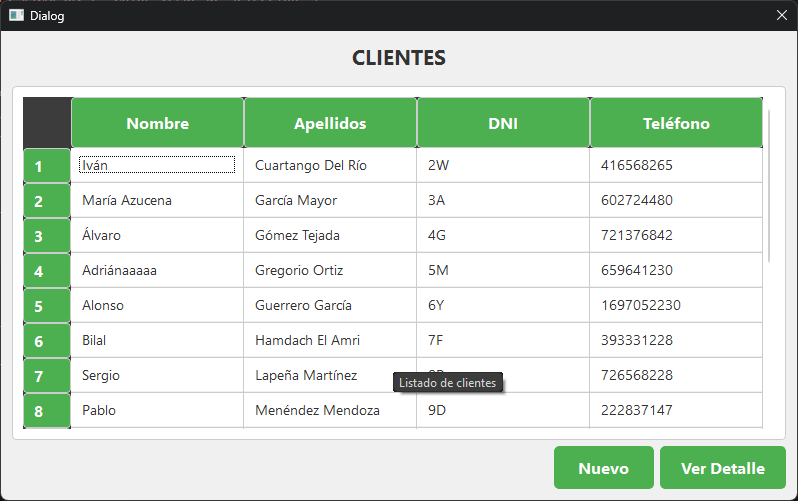 Dialog
CLIENTES
Nombre Apellidos DNI Teléfono
1 Iván Cuartango Del Río 2W 416568265
2 María Azucena García Mayor 3A 602724480
3 Álvaro Gómez Tejada 4G 721376842
4 Adriánaaaaa Gregorio Ortiz 5M 659641230
5 Alonso Guerrero García 6Y 1697052230
6 Bilal Hamdach El Amri 7F 393331228
7 Sergio Lapeña Martínez 726568228
Listado de clientes
8 Pablo Menéndez Mendoza 9D 222837147
Nuevo Ver Detalle